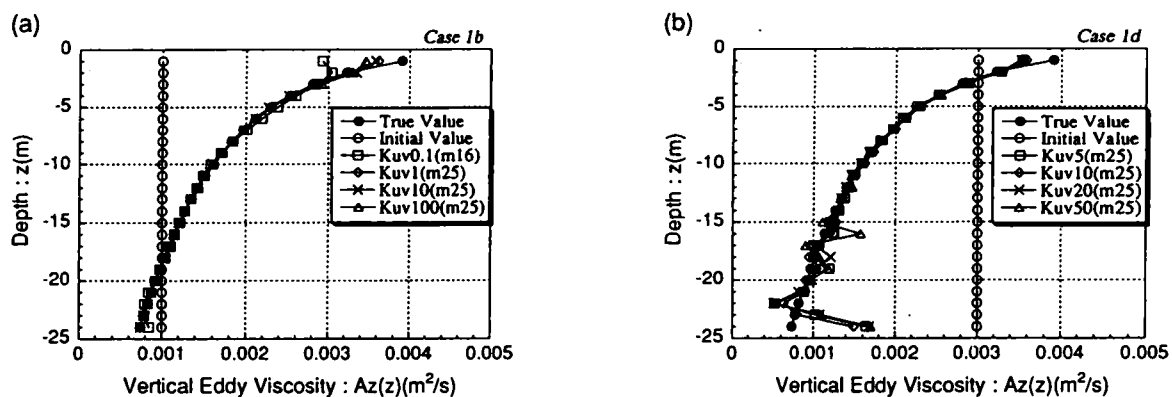 (a)
Case 1b
0
-5
-10
-15
-20
-25
Depth : z(m)
True Value
Initial Value
Kuv0.1(m16)
Kuv1(m25)
Kuv10(m25)
Kuv100(m25)
0 0.001 0.002 0.003 0.004 0.005
Vertical Eddy Viscosity : Az(z)(m²/s)
(b)
Case 1d
0
-5
-10
-15
-20
-25
Depth : z(m)
True Value
Initial Value
Kuv5(m25)
Kuv10(m25)
Kuv20(m25)
Kuv50(m25)
0 0.001 0.002 0.003 0.004 0.005
Vertical Eddy Viscosity : Az(z)(m²/s)